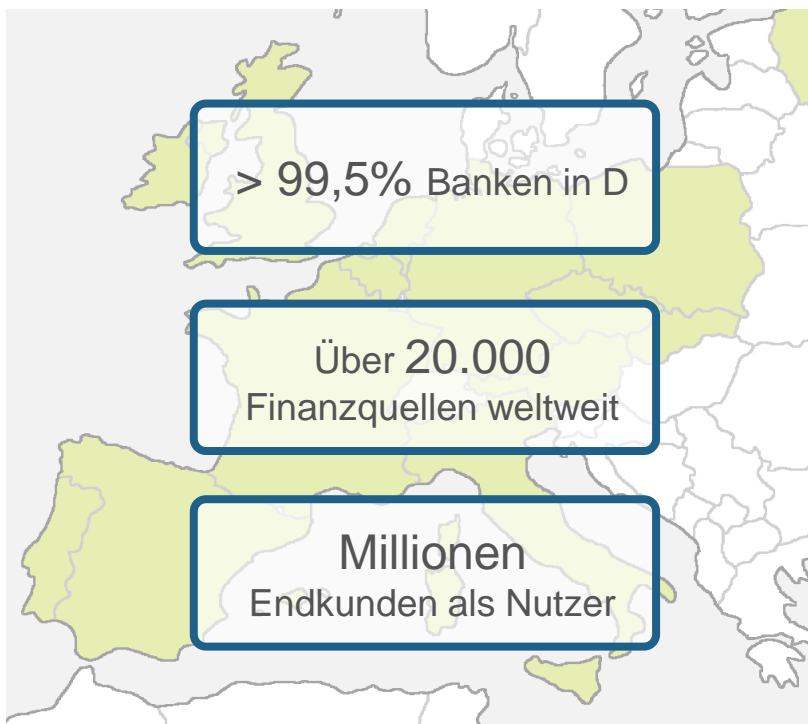 > 99,5% Banken in D
Über 20.000
Finanzquellen weltweit
Millionen
Endkunden als Nutzer